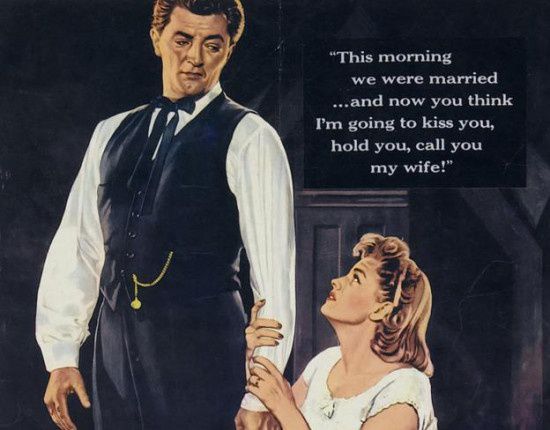 “This morning
we were married
...and now you think
I'm going to kiss you,
hold you, call you
my wife!”